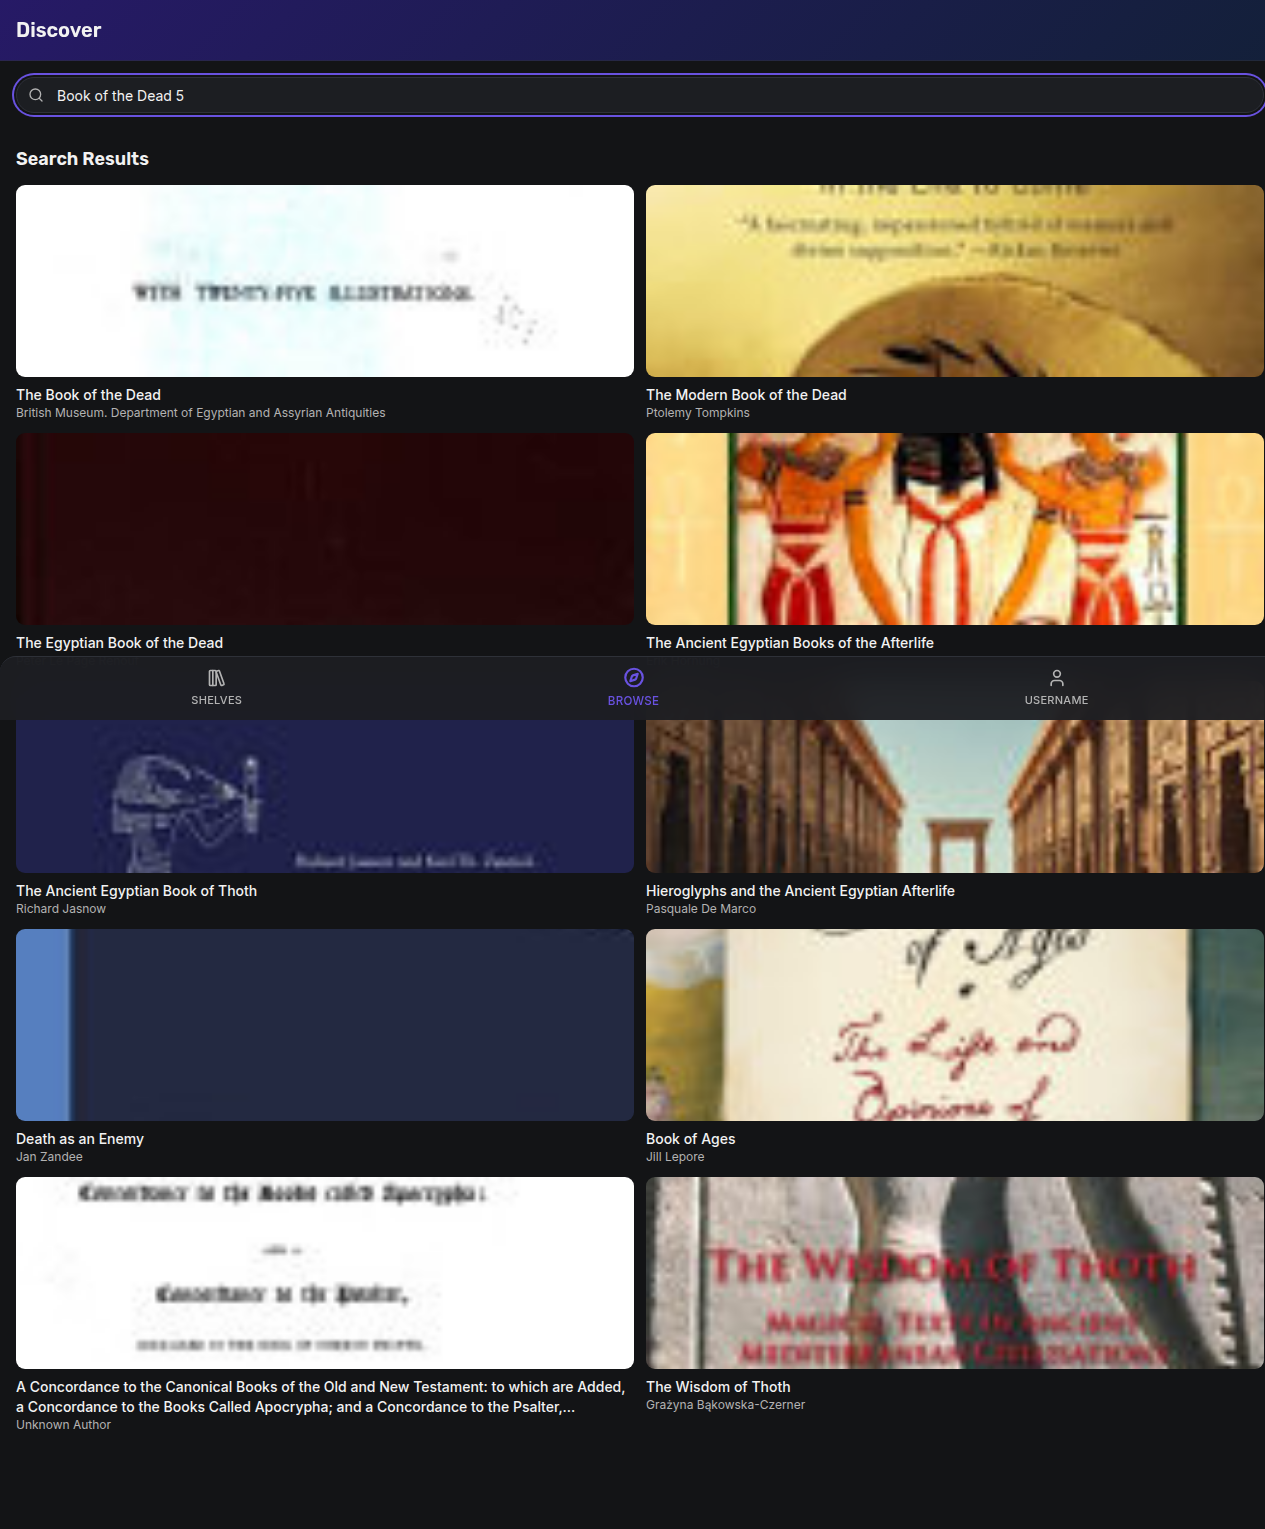 Discover
Book of the Dead 5
Search Results
WITH TWENTY-FIVE ILLUSTRATIONS.
"A fascinating, impassioned hybrid of memoir and
The Book of the Dead
British Museum. Department of Egyptian and Assyrian Antiquities
The Modern Book of the Dead
Ptolemy Tompkins
The Egyptian Book of the Dead
The Ancient Egyptian Books of the Afterlife
SHELVES
BROWSE
USERNAME
Richard Jasnow and Karl-Th. Zauzich
The Ancient Egyptian Book of Thoth
Richard Jasnow
Hieroglyphs and the Ancient Egyptian Afterlife
Pasquale De Marco
of Ages
The Life and
Opinions of
Death as an Enemy
Jan Zandee
Book of Ages
Jill Lepore
Concordance to the Books called Apocrypha;
Concordance to the Psalter,
THE WISDOM OF THOTH
MAGICAL TEXTS IN ANCIENT
MEDITERRANEAN CIVILISATIONS
A Concordance to the Canonical Books of the Old and New Testament: to which are Added,
a Concordance to the Books Called Apocrypha; and a Concordance to the Psalter,...
Unknown Author
The Wisdom of Thoth
Grażyna Bąkowska-Czerner